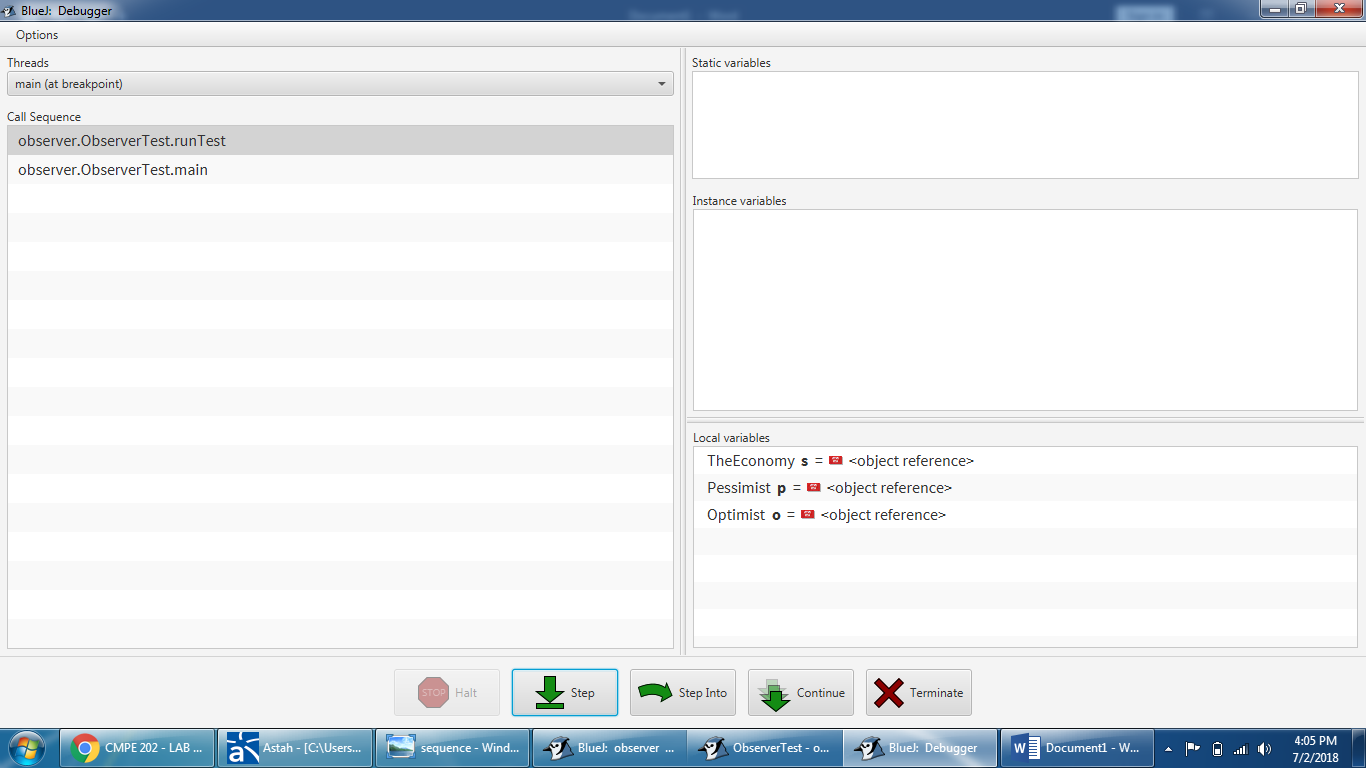 BlueJ: Debugger
Options
Threads
main (at breakpoint)
Call Sequence
observer.ObserverTest.runTest
observer.ObserverTest.main
Static variables
Instance variables
Local variables
TheEconomy s = <object reference>
Pessimist p = <object reference>
Optimist o = <object reference>
STOP Halt
Step
Step Into
Continue
Terminate
CMPE 202 - LAB ...
Astah - [C:\Users...
sequence - Wind...
BlueJ: observer ...
ObserverTest - o...
BlueJ: Debugger
Document1 - W...
4:05 PM
7/2/2018